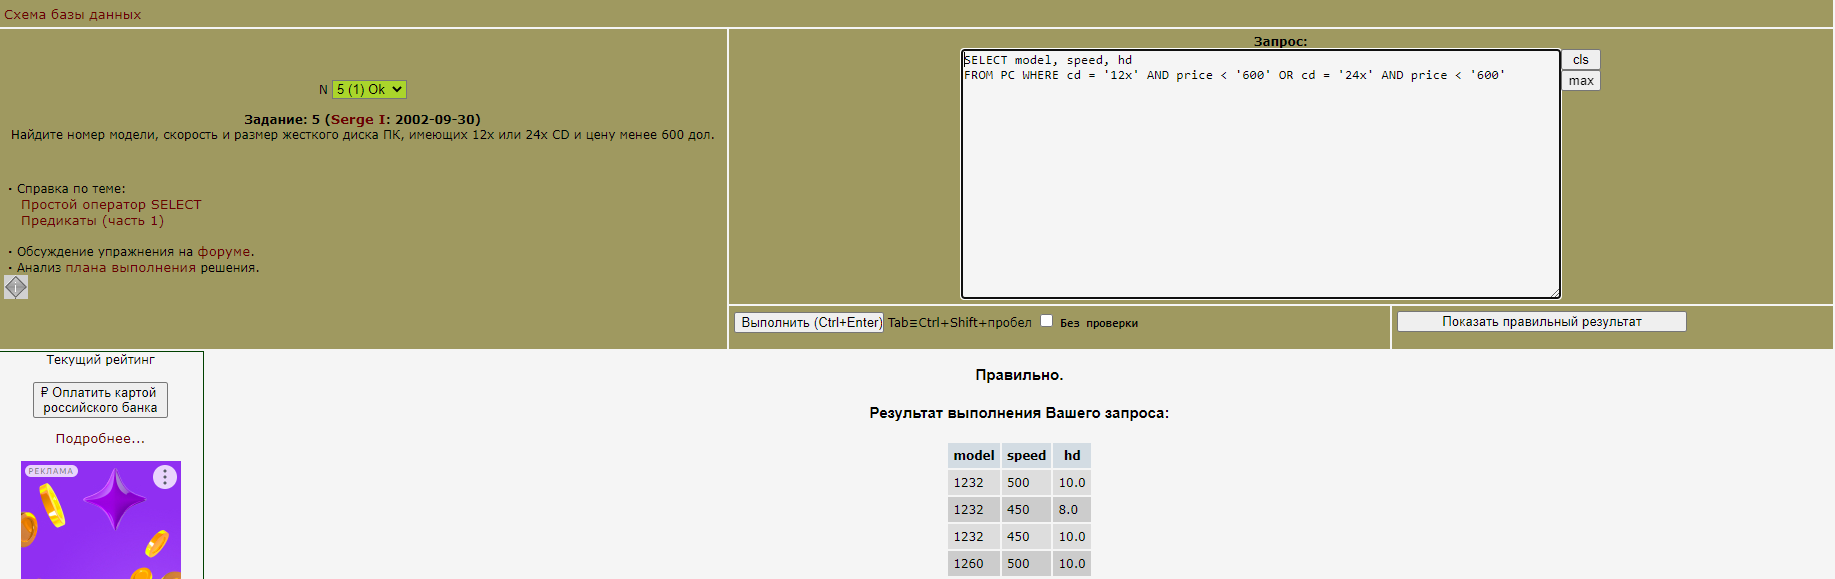 Схема базы данных
N 5 (1) Ok
Задание: 5 (Serge I: 2002-09-30)
Найдите номер модели, скорость и размер жесткого диска ПК, имеющих 12x или 24x CD и цену менее 600 дол.
· Справка по теме:
Простой оператор SELECT
Предикаты (часть 1)
· Обсуждение упражнения на форуме.
· Анализ плана выполнения решения.
i
Запрос:
SELECT model, speed, hd
FROM PC WHERE cd = '12x' AND price < '600' OR cd = '24x' AND price < '600'
cls
max
Выполнить (Ctrl+Enter) Tab≡Ctrl+Shift+пробел Без проверки
Показать правильный результат
Текущий рейтинг
₽ Оплатить картой
российского банка
Подробнее...
РЕКЛАМА
Правильно.
Результат выполнения Вашего запроса:
model speed hd
1232 500 10.0
1232 450 8.0
1232 450 10.0
1260 500 10.0